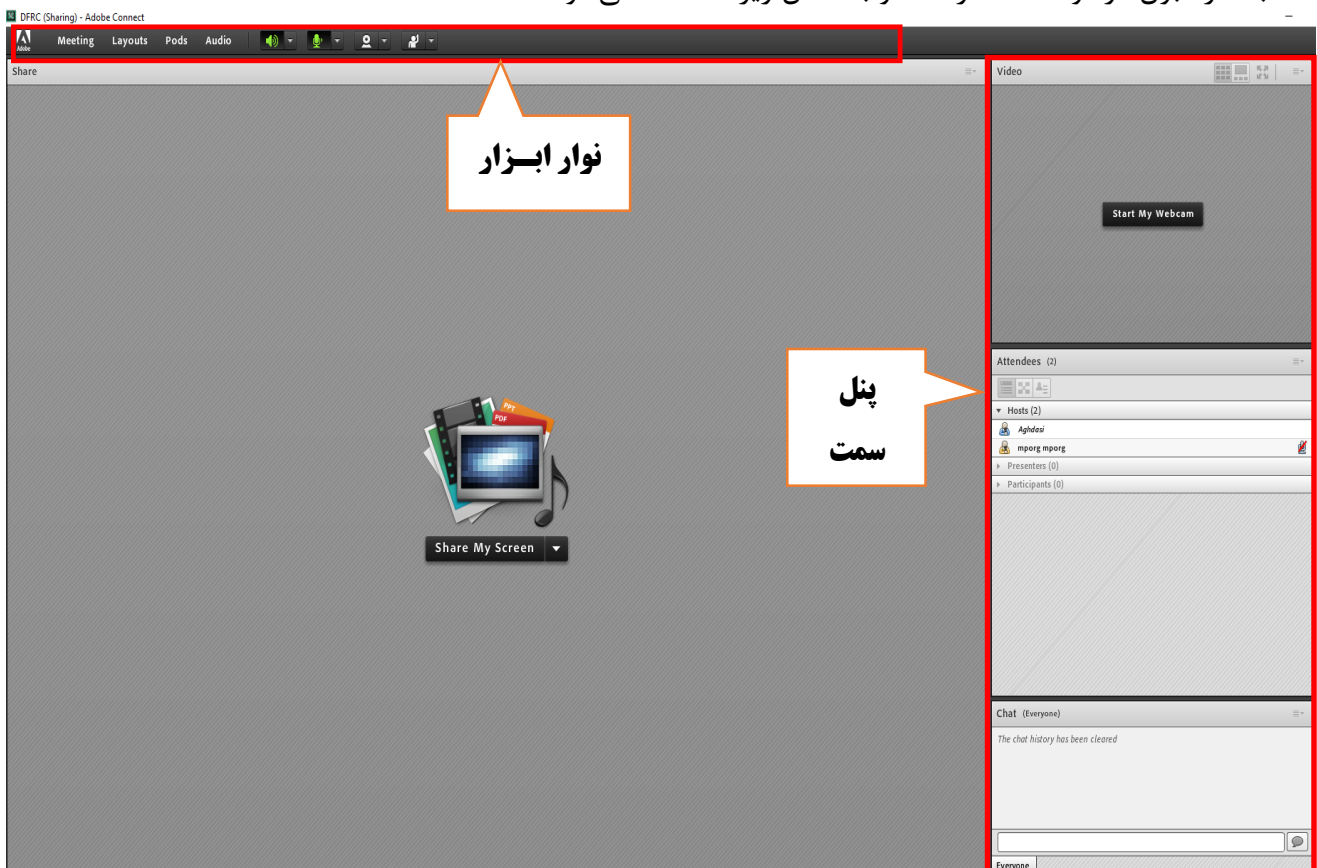 DFRC (Sharing) - Adobe Connect
Adobe
Meeting Layouts Pods Audio
Share
Video
نوار ابـــزار
Start My Webcam
پنل
سمت
Attendees (2)
Hosts (2)
Aghdasi
mporg mporg
Presenters (0)
Participants (0)
PPT
PDF
Share My Screen
Chat (Everyone)
The chat history has been cleared
Everyone